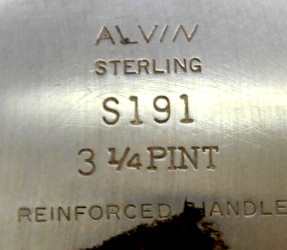 ALVIN
STERLING
S191
3 1/4 PINT
REINFORCED HANDLE